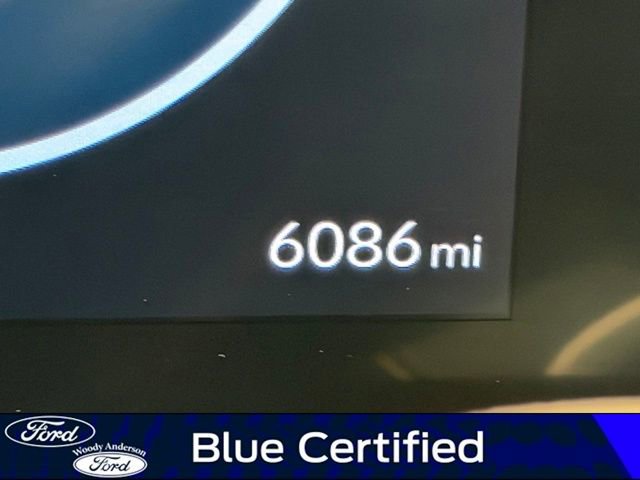 6086 mi
Ford
Woody Anderson
Ford
Blue Certified